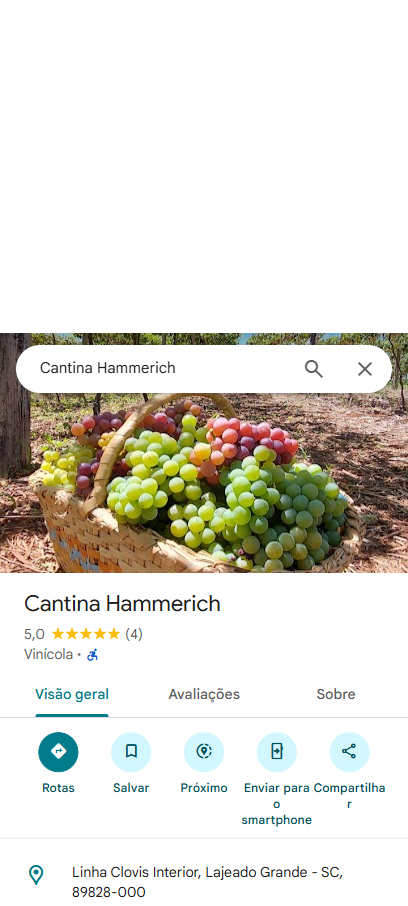 Cantina Hammerich
Cantina Hammerich
5,0 ★★★★★ (4)
Vinícola ·
Visão geral Avaliações Sobre
Rotas Salvar Próximo Enviar para o smartphone Compartilhar
Linha Clovis Interior, Lajeado Grande - SC,
89828-000